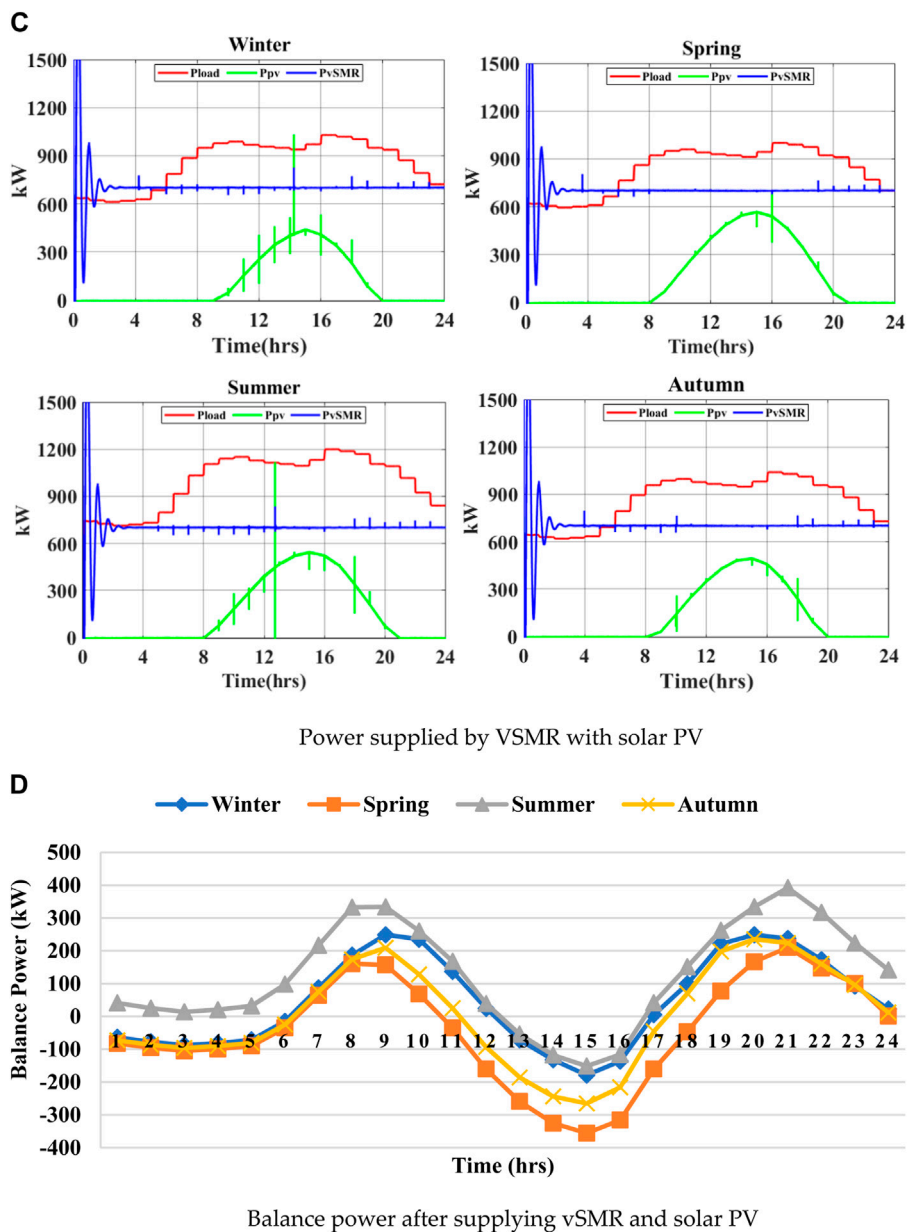 C
Winter
Pload Ppv PvSMR
1500
1200
900
600
300
0
kW
0 4 8 12 16 20 24
Time(hrs)
Spring
Pload Ppv PvSMR
1500
1200
900
600
300
0
kW
0 4 8 12 16 20 24
Time(hrs)
Summer
Pload Ppv PvSMR
1500
1200
900
600
300
0
kW
0 4 8 12 16 20 24
Time(hrs)
Autumn
Pload Ppv PvSMR
1500
1200
900
600
300
0
kW
0 4 8 12 16 20 24
Time(hrs)
Power supplied by VSMR with solar PV
D
Winter Spring Summer Autumn
500
400
300
200
100
0
-100
-200
-300
-400
Balance Power (kW)
1 2 3 4 5 6 7 8 9 10 11 12 13 14 15 16 17 18 19 20 21 22 23 24
Time (hrs)
Balance power after supplying vSMR and solar PV